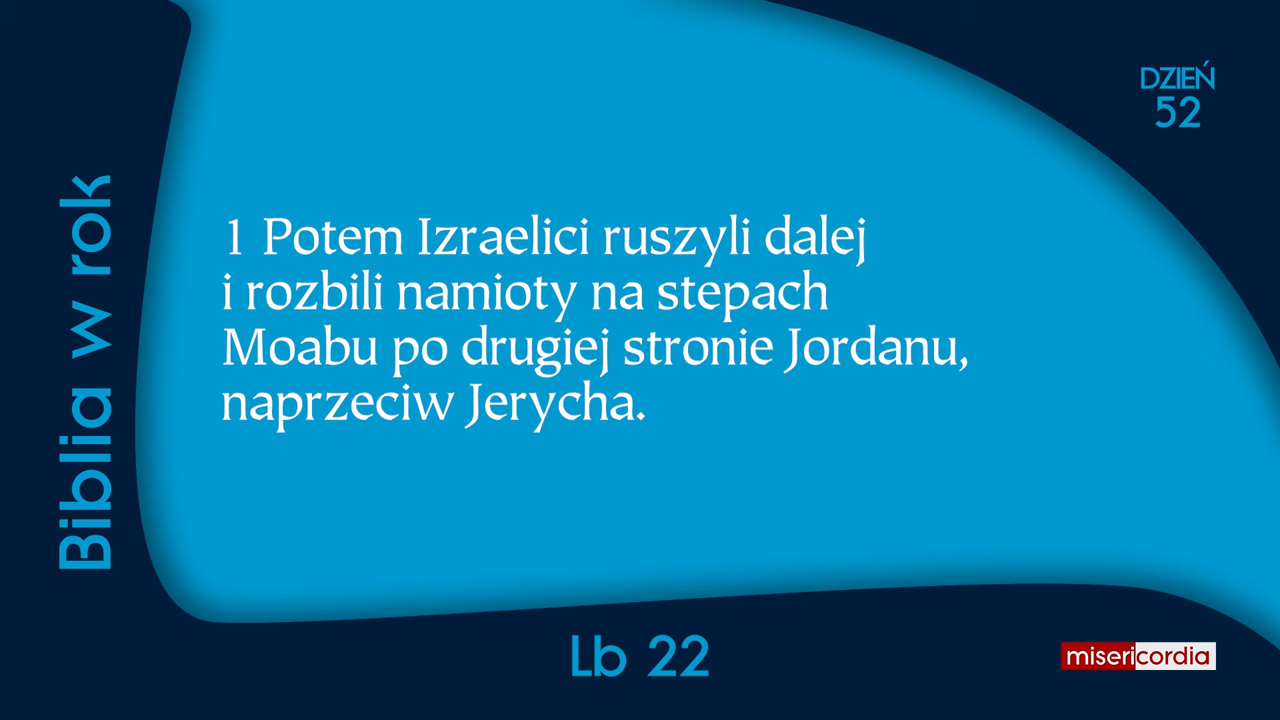 DZIEŃ
52
Biblia w rok
1 Potem Izraelici ruszyli dalej
i rozbili namioty na stepach
Moabu po drugiej stronie Jordanu,
naprzeciw Jerycha.
Lb 22
misericordia